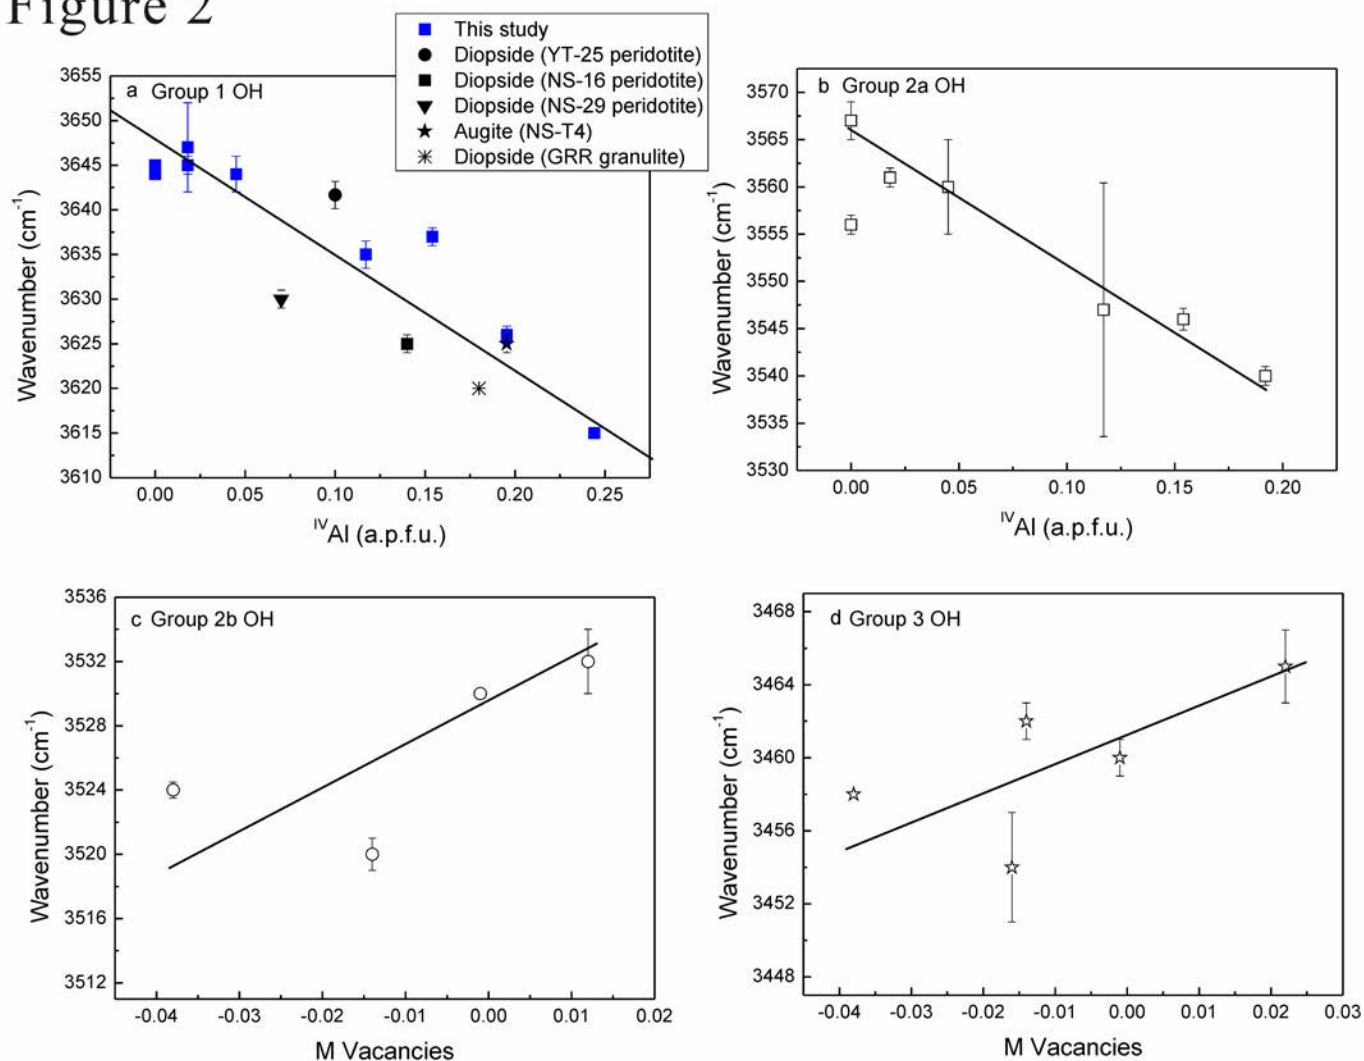 Figure 2
This study
Diopside (YT-25 peridotite)
Diopside (NS-16 peridotite)
Diopside (NS-29 peridotite)
Augite (NS-T4)
Diopside (GRR granulite)
a Group 1 OH
3655
3650
3645
3640
3635
3630
3625
3620
3615
3610
Wavenumber (cm⁻¹)
0.00 0.05 0.10 0.15 0.20 0.25
ᴵⱽAl (a.p.f.u.)
b Group 2a OH
3570
3565
3560
3555
3550
3545
3540
3535
3530
Wavenumber (cm⁻¹)
0.00 0.05 0.10 0.15 0.20
ᴵⱽAl (a.p.f.u.)
c Group 2b OH
3536
3532
3528
3524
3520
3516
3512
Wavenumber (cm⁻¹)
-0.04 -0.03 -0.02 -0.01 0.00 0.01 0.02
M Vacancies
d Group 3 OH
3468
3464
3460
3456
3452
3448
Wavenumber (cm⁻¹)
-0.04 -0.03 -0.02 -0.01 0.00 0.01 0.02 0.03
M Vacancies